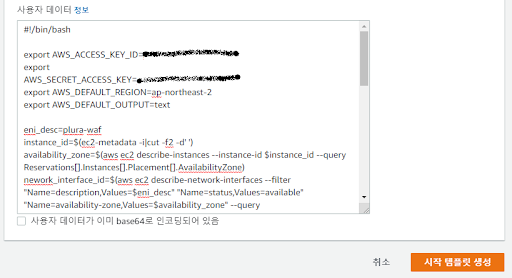 사용자 데이터 정보
#!/bin/bash
export AWS_ACCESS_KEY_ID=
export
AWS_SECRET_ACCESS_KEY=
export AWS_DEFAULT_REGION=ap-northeast-2
export AWS_DEFAULT_OUTPUT=text
eni_desc=plura-waf
instance_id=$(ec2-metadata -i|cut -f2 -d' ')
availability_zone=$(aws ec2 describe-instances --instance-id $instance_id --query
Reservations[].Instances[].Placement[].AvailabilityZone)
nework_interface_id=$(aws ec2 describe-network-interfaces --filter
"Name=description,Values=$eni_desc" "Name=status,Values=available"
"Name=availability-zone,Values=$availability_zone" --query
사용자 데이터가 이미 base64로 인코딩되어 있음
취소
시작 템플릿 생성